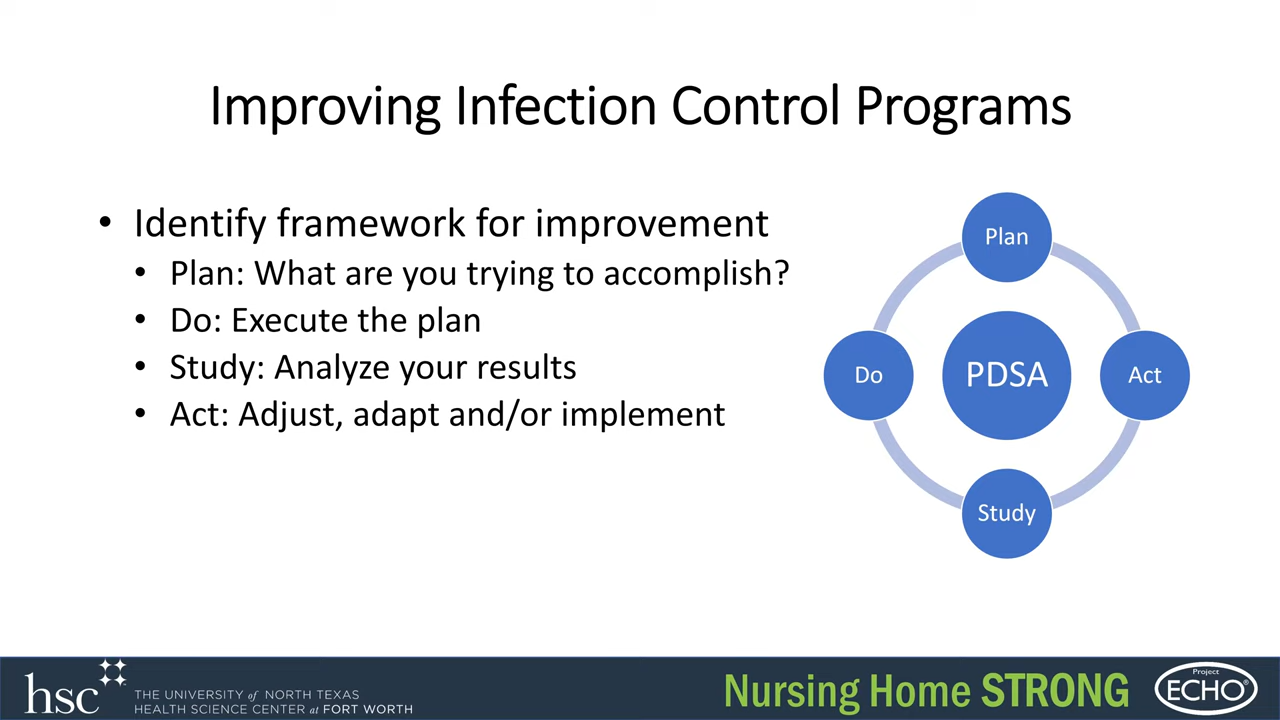 Improving Infection Control Programs
• Identify framework for improvement
• Plan: What are you trying to accomplish?
• Do: Execute the plan
• Study: Analyze your results
• Act: Adjust, adapt and/or implement
Plan
Do
PDSA
Act
Study
hsc
THE UNIVERSITY of NORTH TEXAS
HEALTH SCIENCE CENTER at FORT WORTH
Nursing Home STRONG
Project
ECHO®